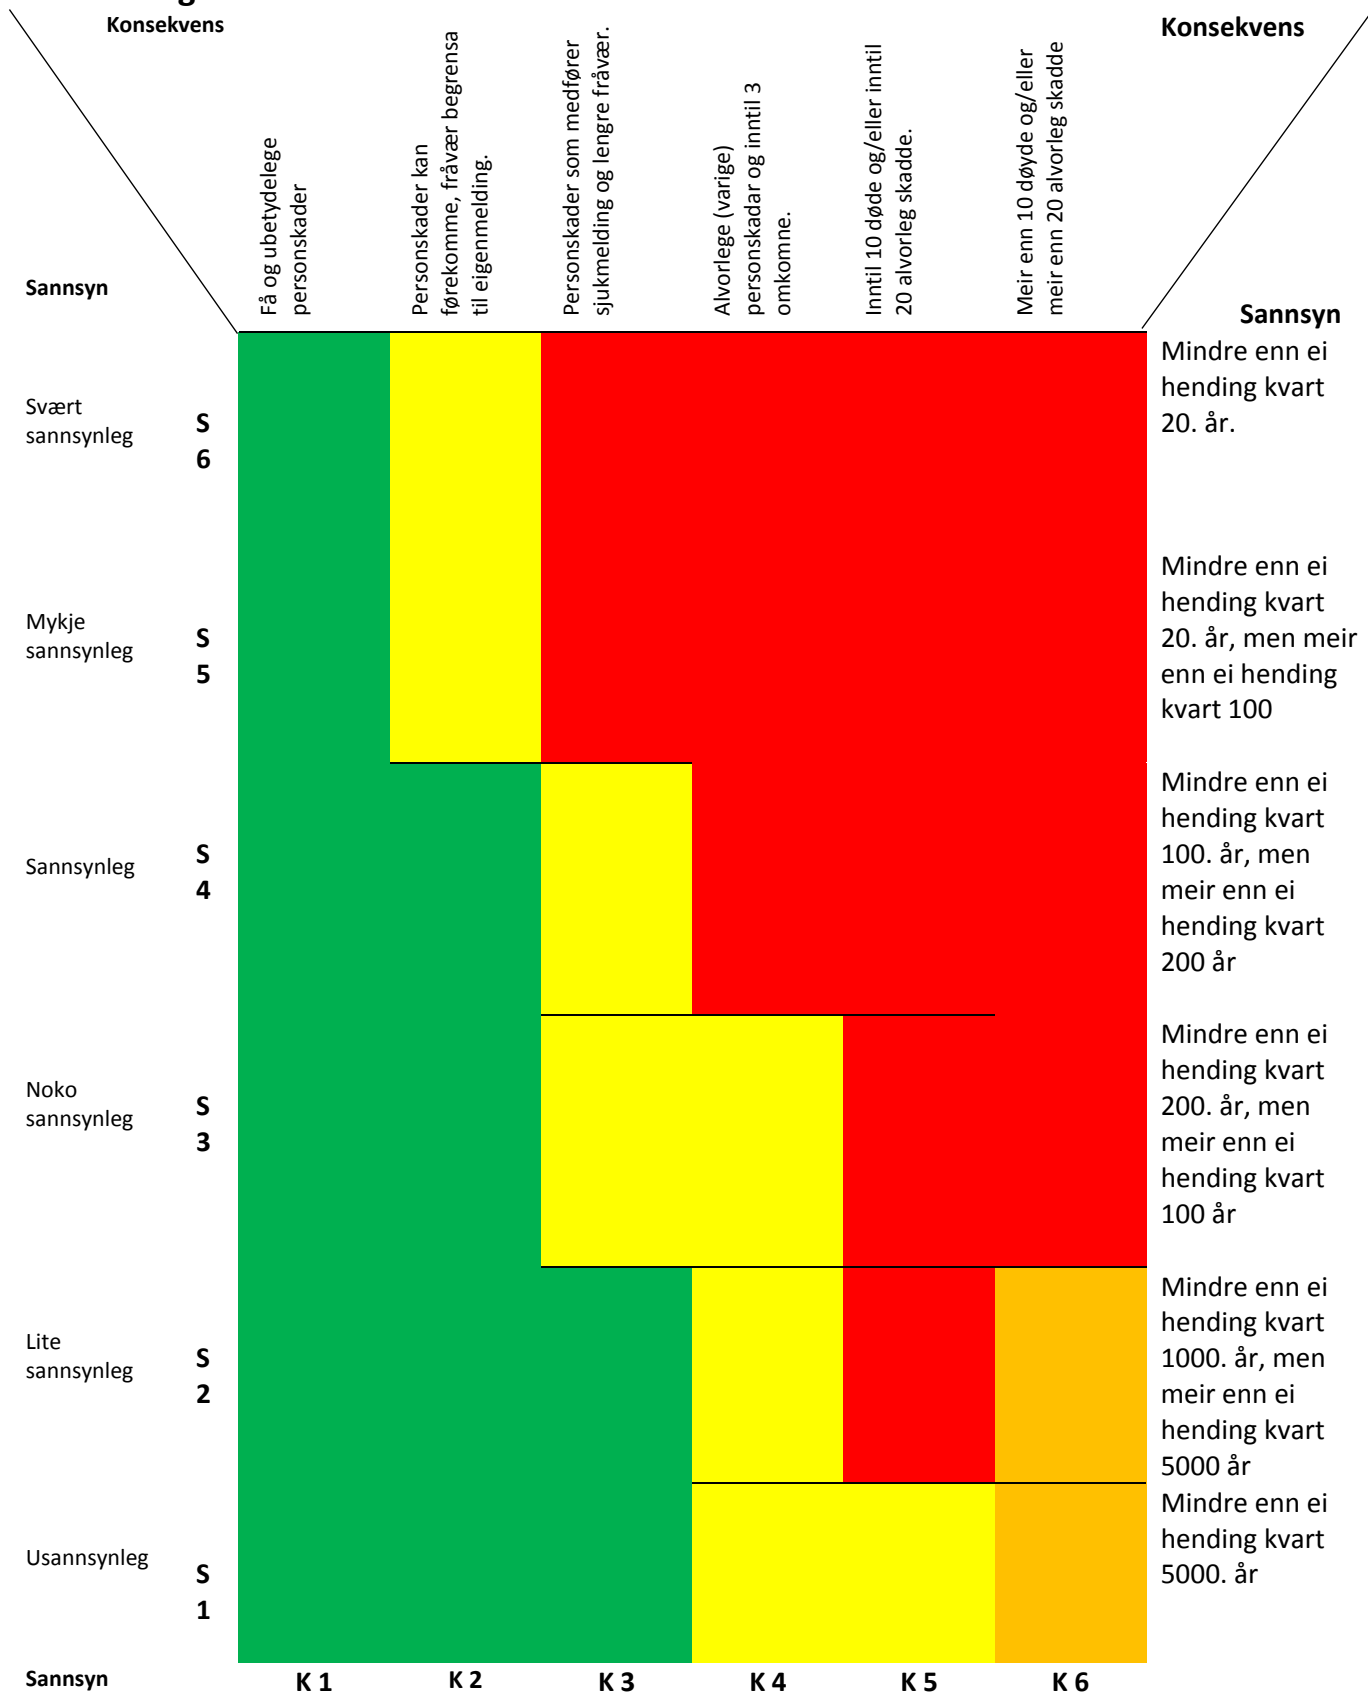 Konsekvens
Konsekvens
Få og ubetydelege
personskader
Personskader kan
førekomme, fråvær begrensa
til eigenmelding.
Personskader som medfører
sjukmelding og lengre fråvær.
Alvorlege (varige)
personskadar og inntil 3
omkomne.
Inntil 10 døde og/eller inntil
20 alvorleg skadde.
Meir enn 10 døyde og/eller
meir enn 20 alvorleg skadde
Sannsyn
Sannsyn
Svært
sannsynleg
S
6
Mindre enn ei
hending kvart
20. år.
Mykje
sannsynleg
S
5
Mindre enn ei
hending kvart
20. år, men meir
enn ei hending
kvart 100
Sannsynleg
S
4
Mindre enn ei
hending kvart
100. år, men
meir enn ei
hending kvart
200 år
Noko
sannsynleg
S
3
Mindre enn ei
hending kvart
200. år, men
meir enn ei
hending kvart
100 år
Lite
sannsynleg
S
2
Mindre enn ei
hending kvart
1000. år, men
meir enn ei
hending kvart
5000 år
Usannsynleg
S
1
Mindre enn ei
hending kvart
5000. år
Sannsyn K 1 K 2 K 3 K 4 K 5 K 6